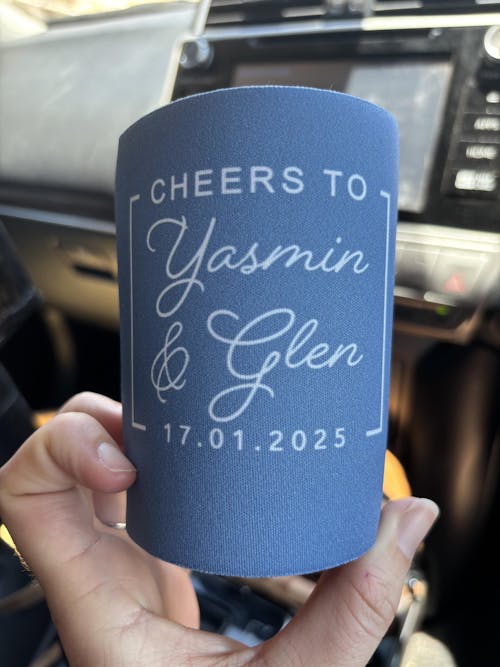 CHEERS TO
Yasmin
& Glen
17.01.2025